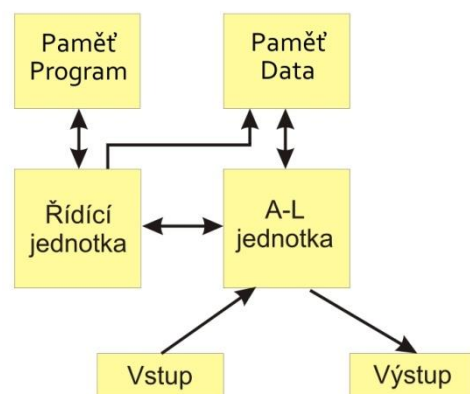 Paměť
Program
Paměť
Data
Řídící
jednotka
A-L
jednotka
Vstup
Výstup